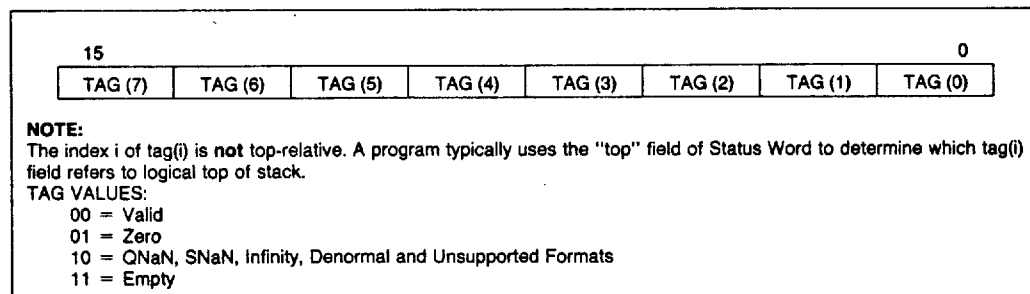 15 0
TAG (7) TAG (6) TAG (5) TAG (4) TAG (3) TAG (2) TAG (1) TAG (0)
NOTE:
The index i of tag(i) is not top-relative. A program typically uses the "top" field of Status Word to determine which tag(i)
field refers to logical top of stack.
TAG VALUES:
00 = Valid
01 = Zero
10 = QNaN, SNaN, Infinity, Denormal and Unsupported Formats
11 = Empty